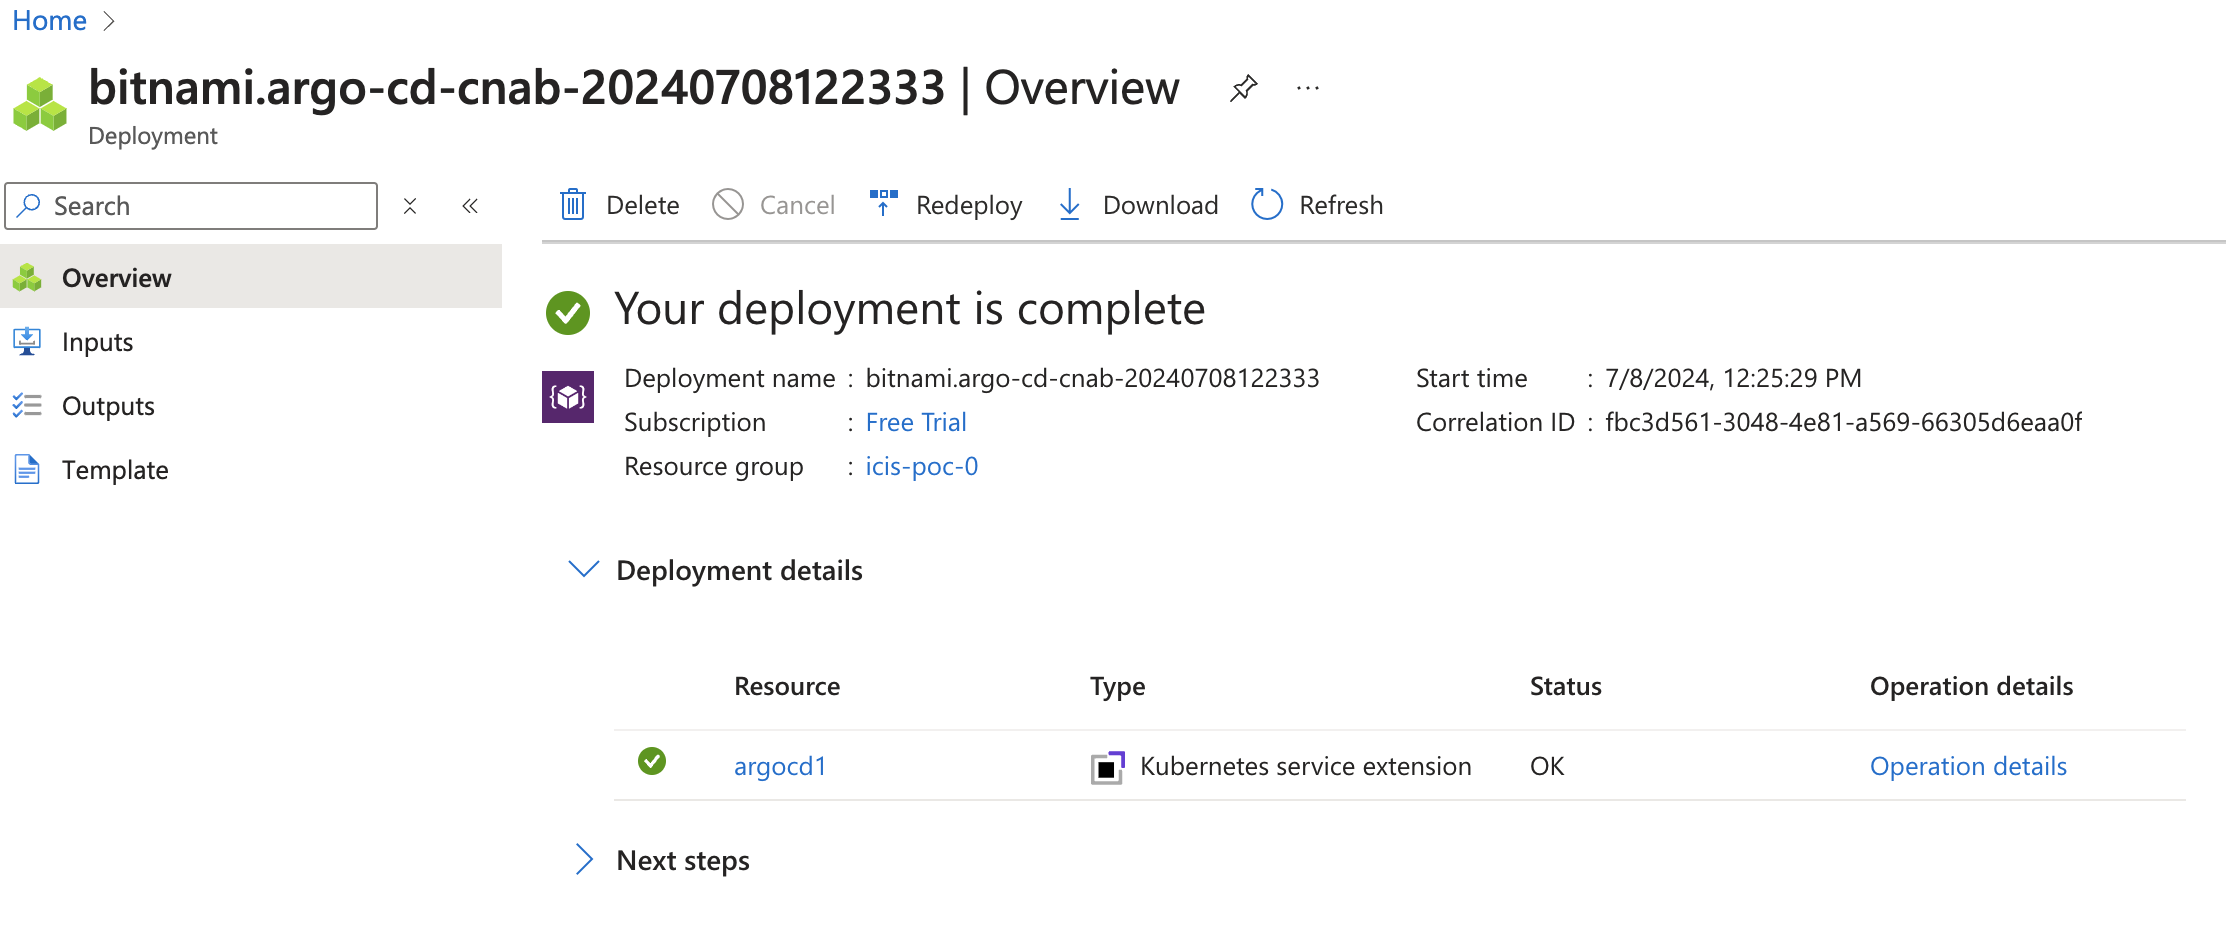 Home
bitnami.argo-cd-cnab-20240708122333 | Overview
Deployment
Search
Delete
Cancel
Redeploy
Download
Refresh
Overview
Inputs
Outputs
Template
Your deployment is complete
Deployment name : bitnami.argo-cd-cnab-20240708122333
Subscription : Free Trial
Resource group : icis-poc-0
Start time : 7/8/2024, 12:25:29 PM
Correlation ID : fbc3d561-3048-4e81-a569-66305d6eaa0f
Deployment details
Resource Type Status Operation details
argocd1 Kubernetes service extension OK Operation details
Next steps